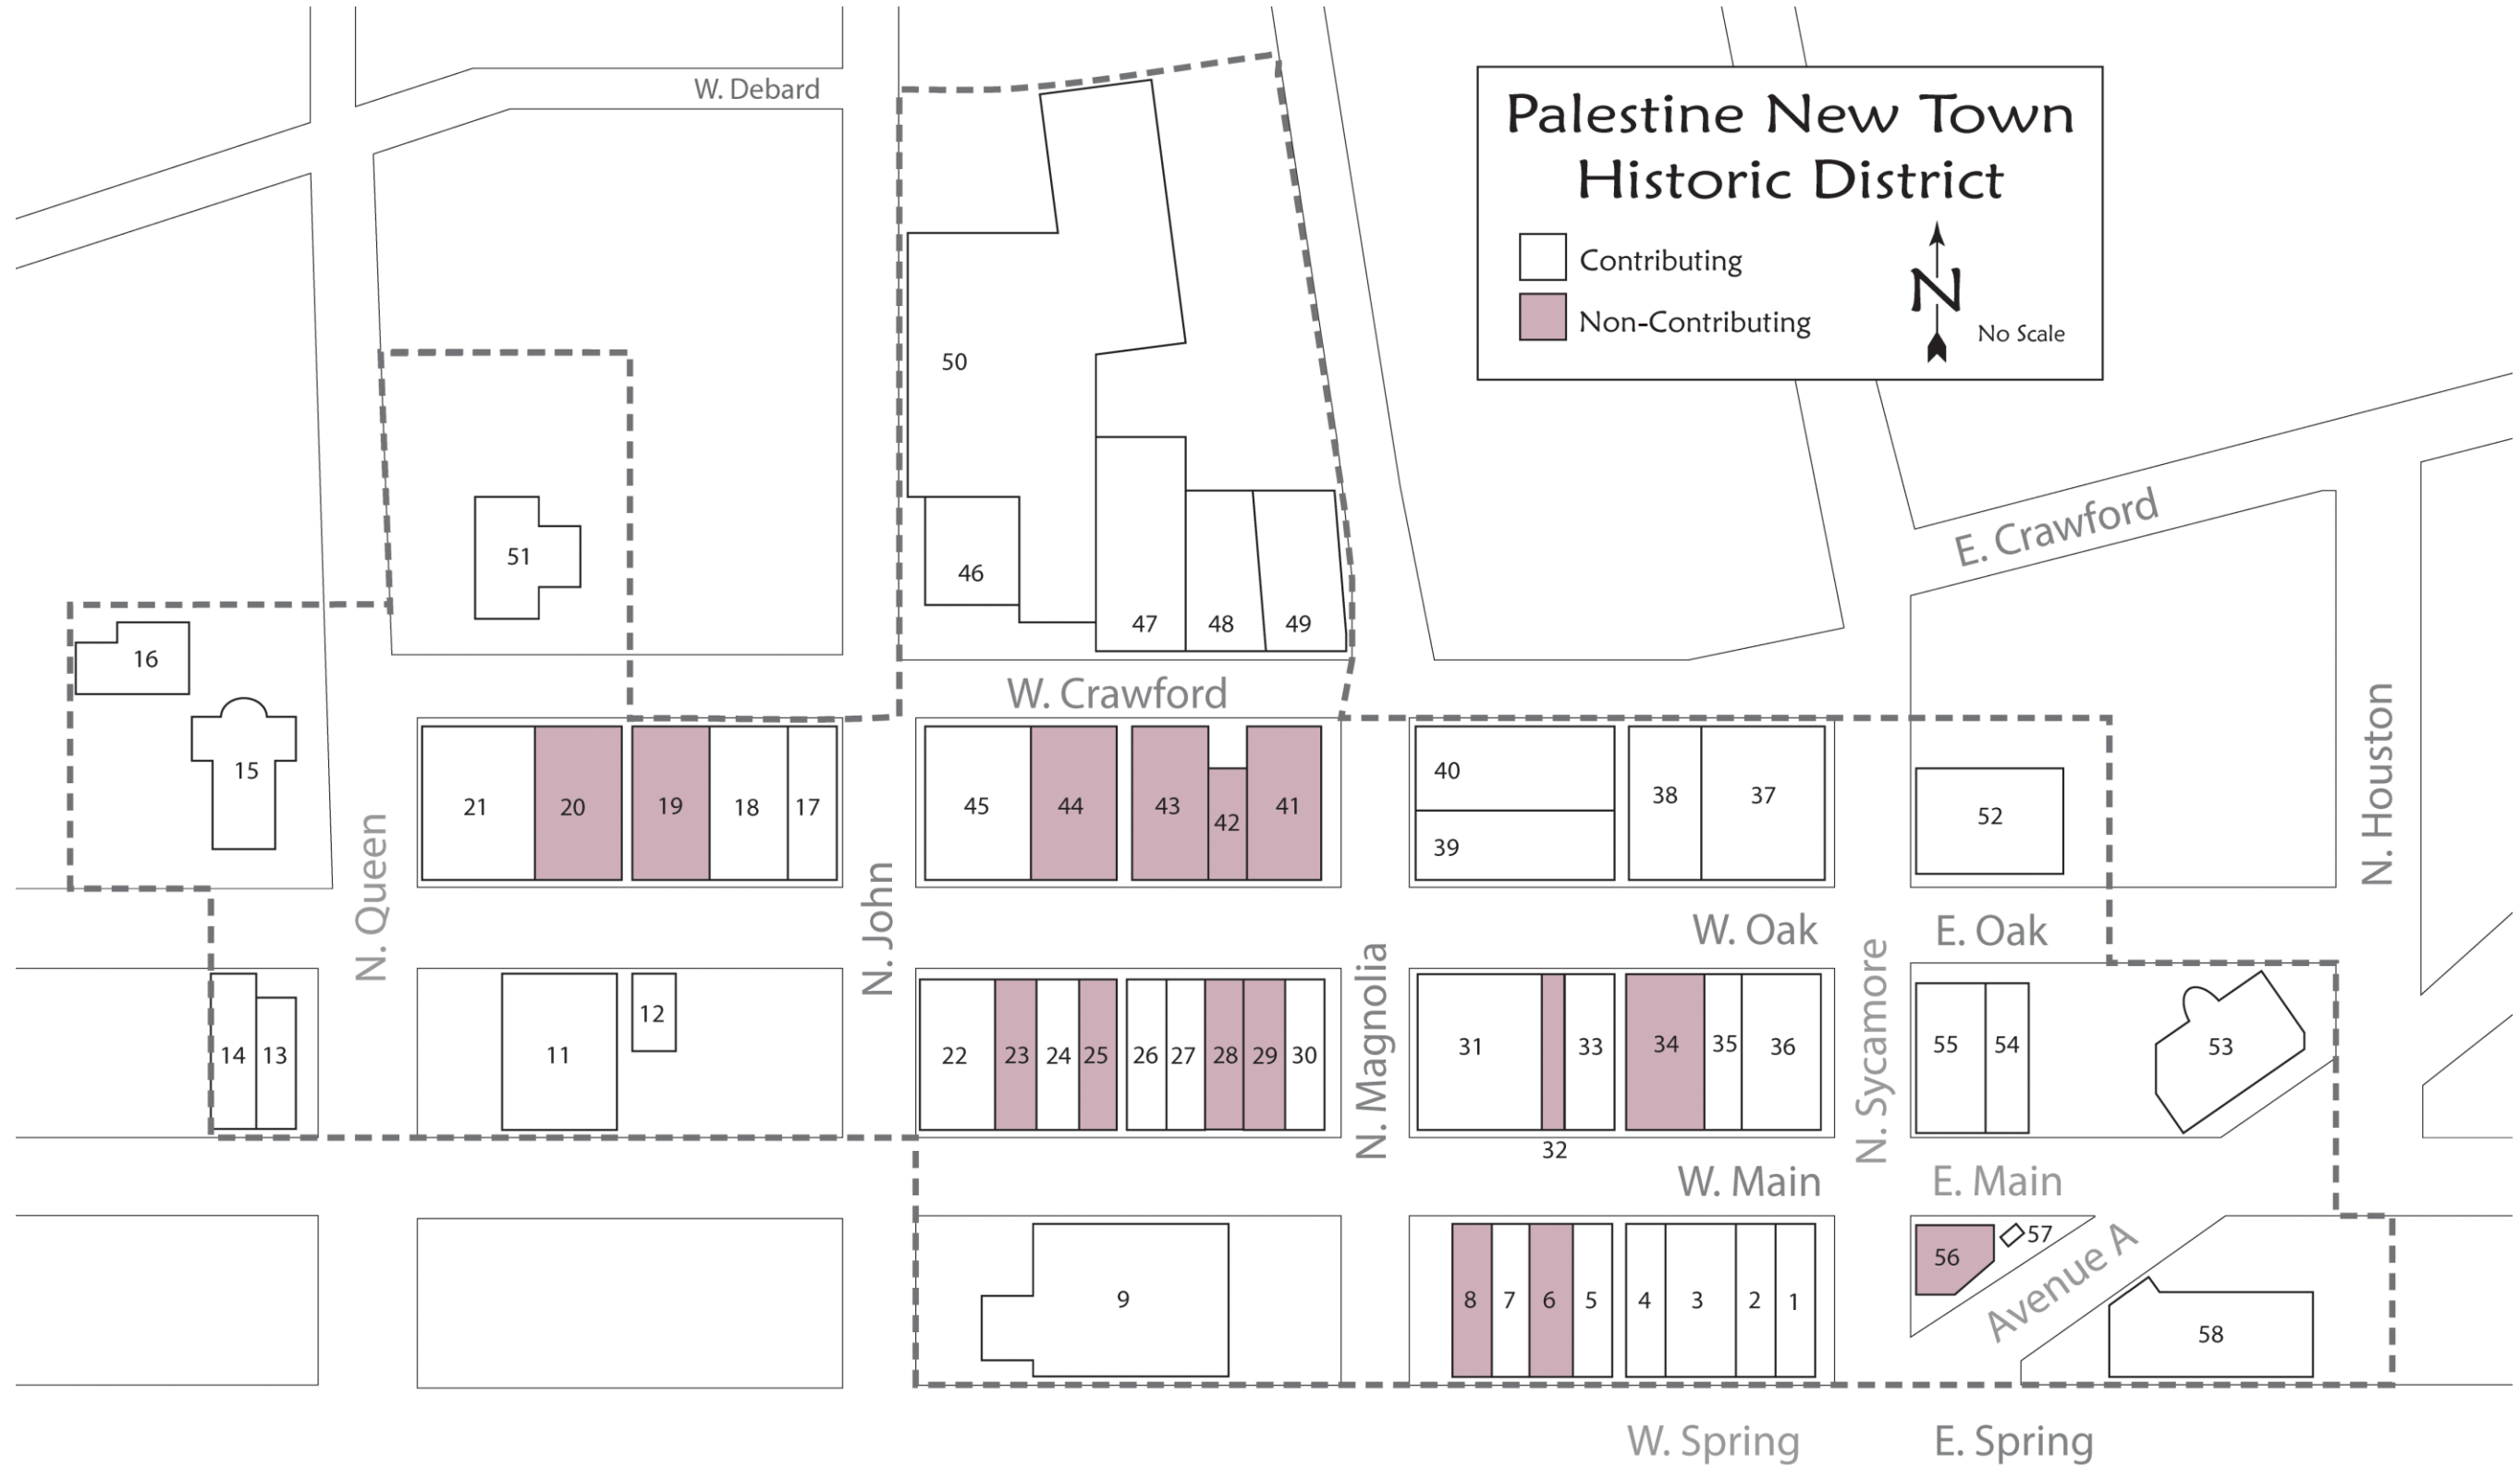 W. Debard
Palestine New Town
Historic District
Contributing
Non-Contributing
N
No Scale
50
51
46
47
48
49
E. Crawford
16
15
W. Crawford
N. Houston
21
20
19
18
17
45
44
43
42
41
40
39
38
37
52
N. Queen
N. John
W. Oak
E. Oak
N. Magnolia
N. Sycamore
14
13
11
12
22
23
24
25
26
27
28
29
30
31
32
33
34
35
36
55
54
53
W. Main
E. Main
9
8
7
6
5
4
3
2
1
56
57
Avenue A
58
W. Spring
E. Spring